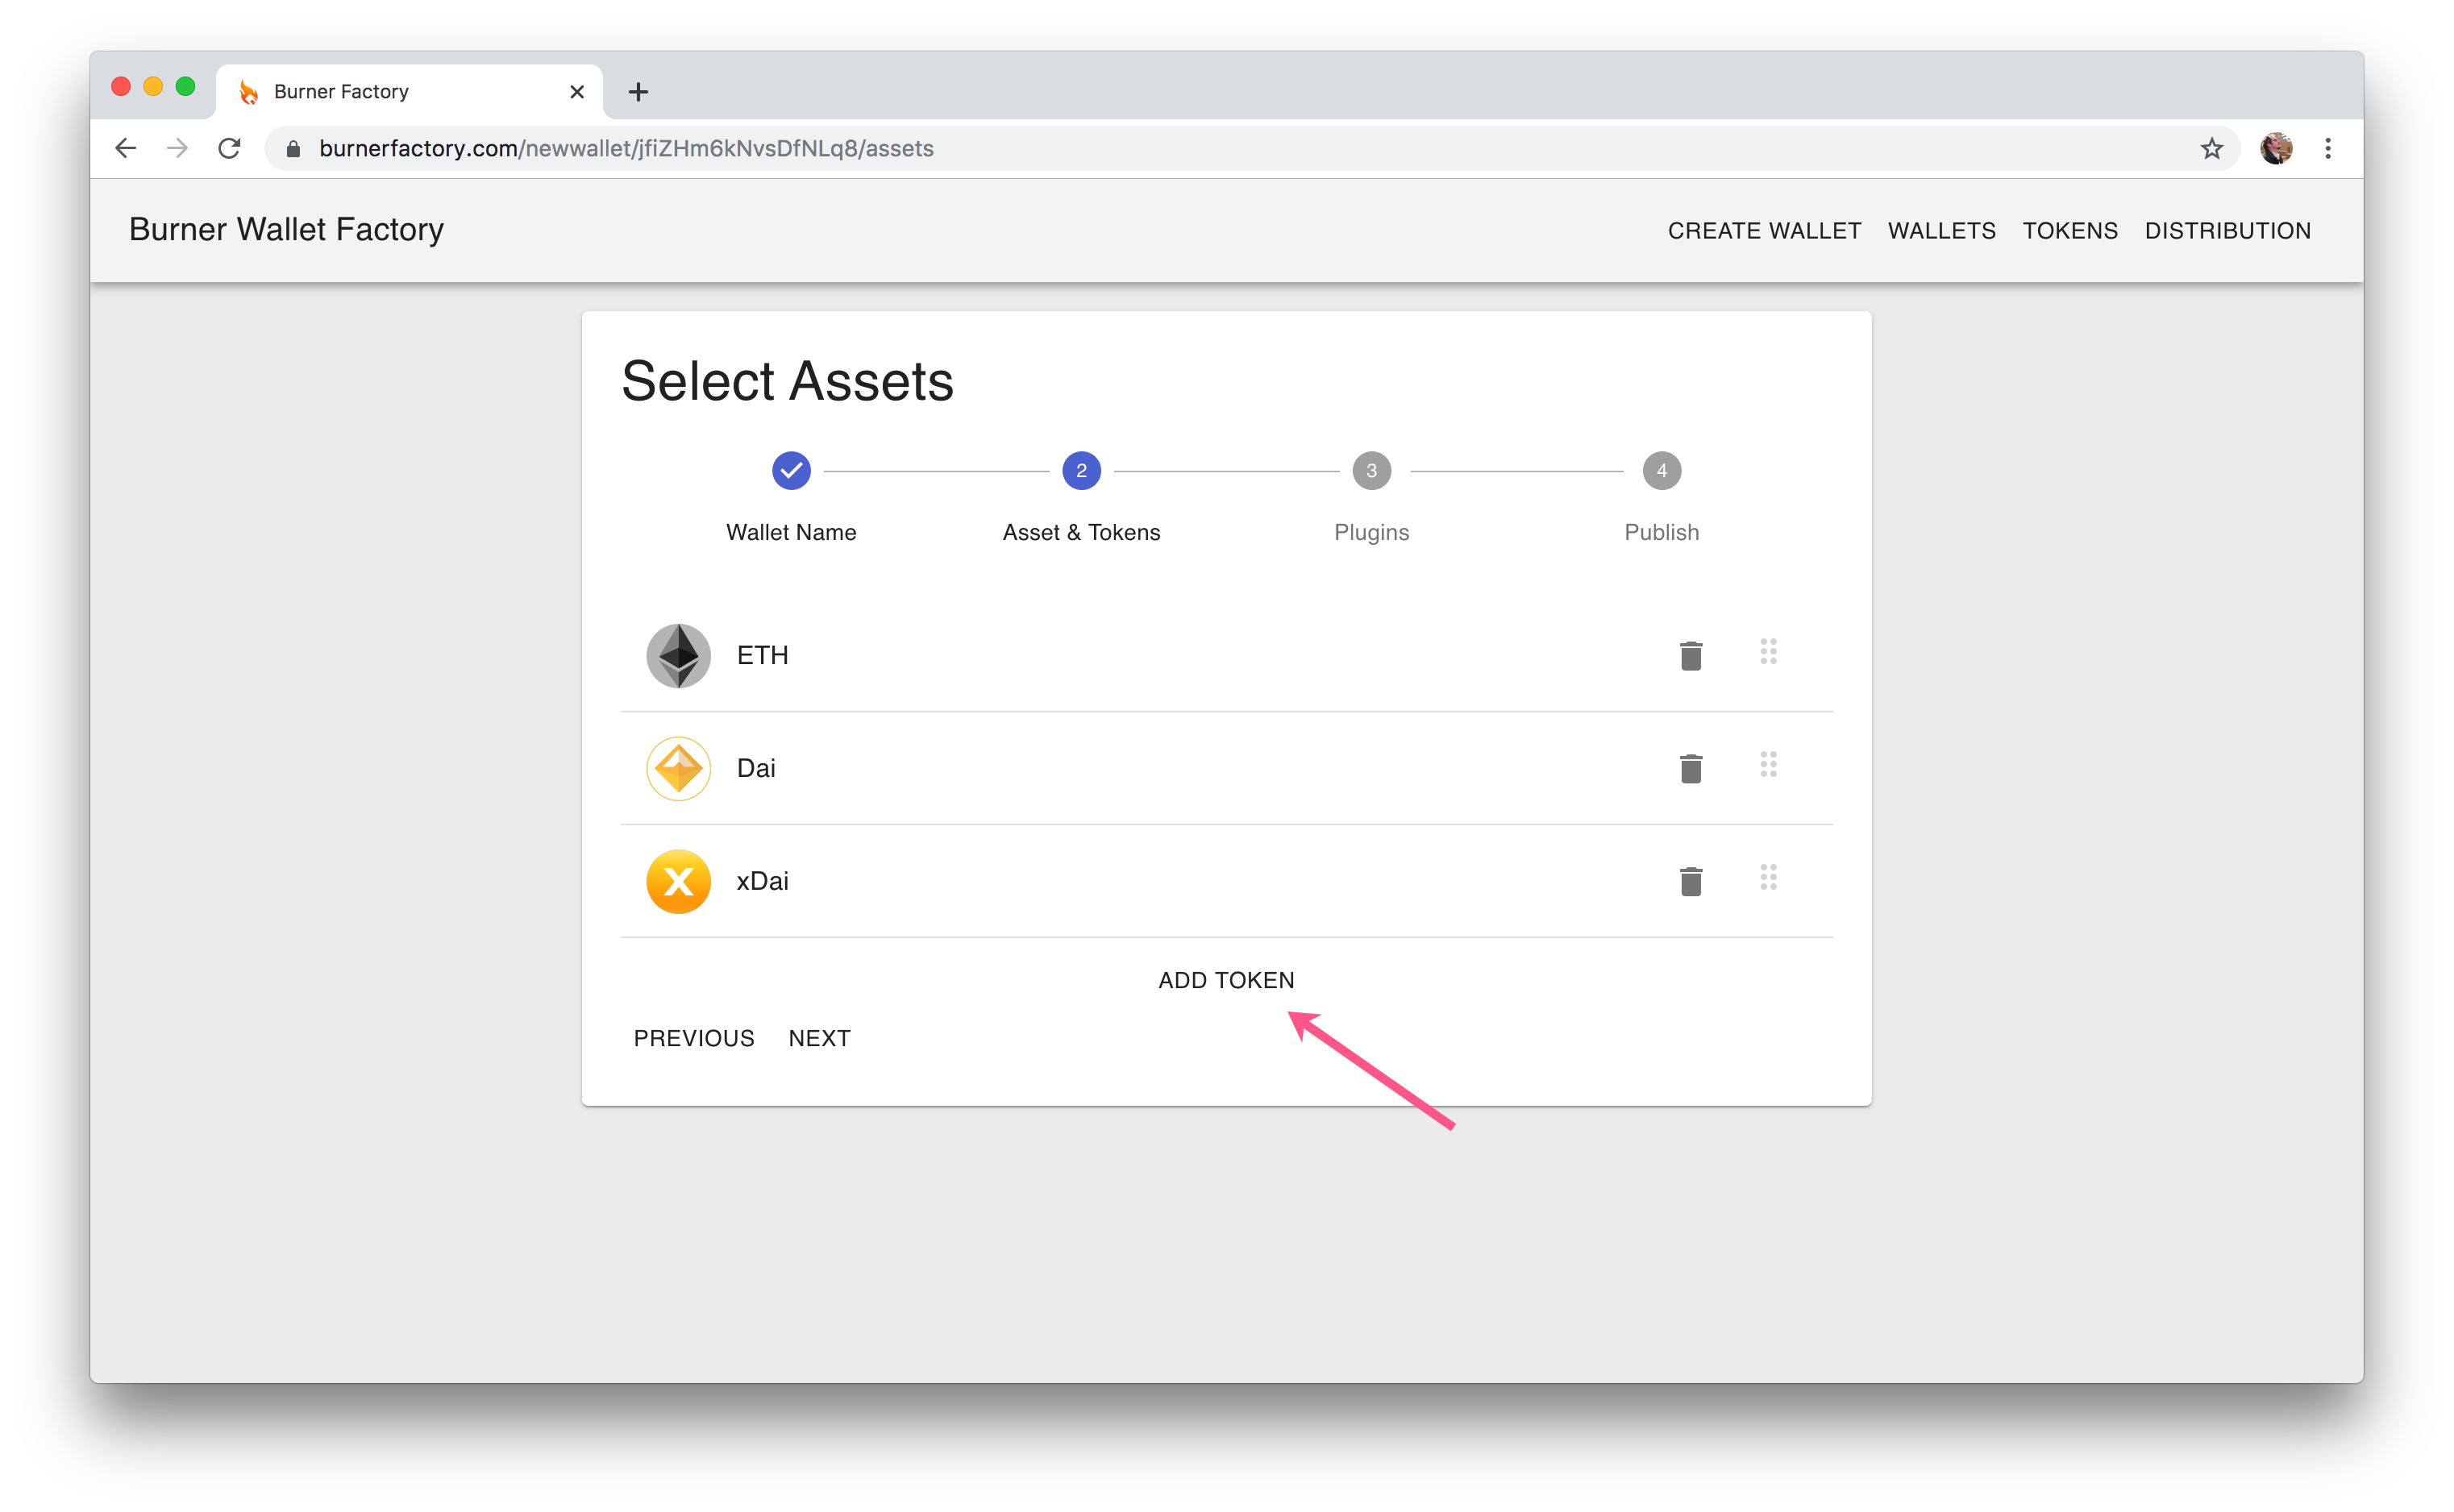 Burner Factory
burnerfactory.com/newwallet/jfiZHm6kNvsDfNLq8/assets
Burner Wallet Factory
CREATE WALLET WALLETS TOKENS DISTRIBUTION
Select Assets
2 3 4
Wallet Name Asset & Tokens Plugins Publish
ETH
Dai
xDai
ADD TOKEN
PREVIOUS NEXT